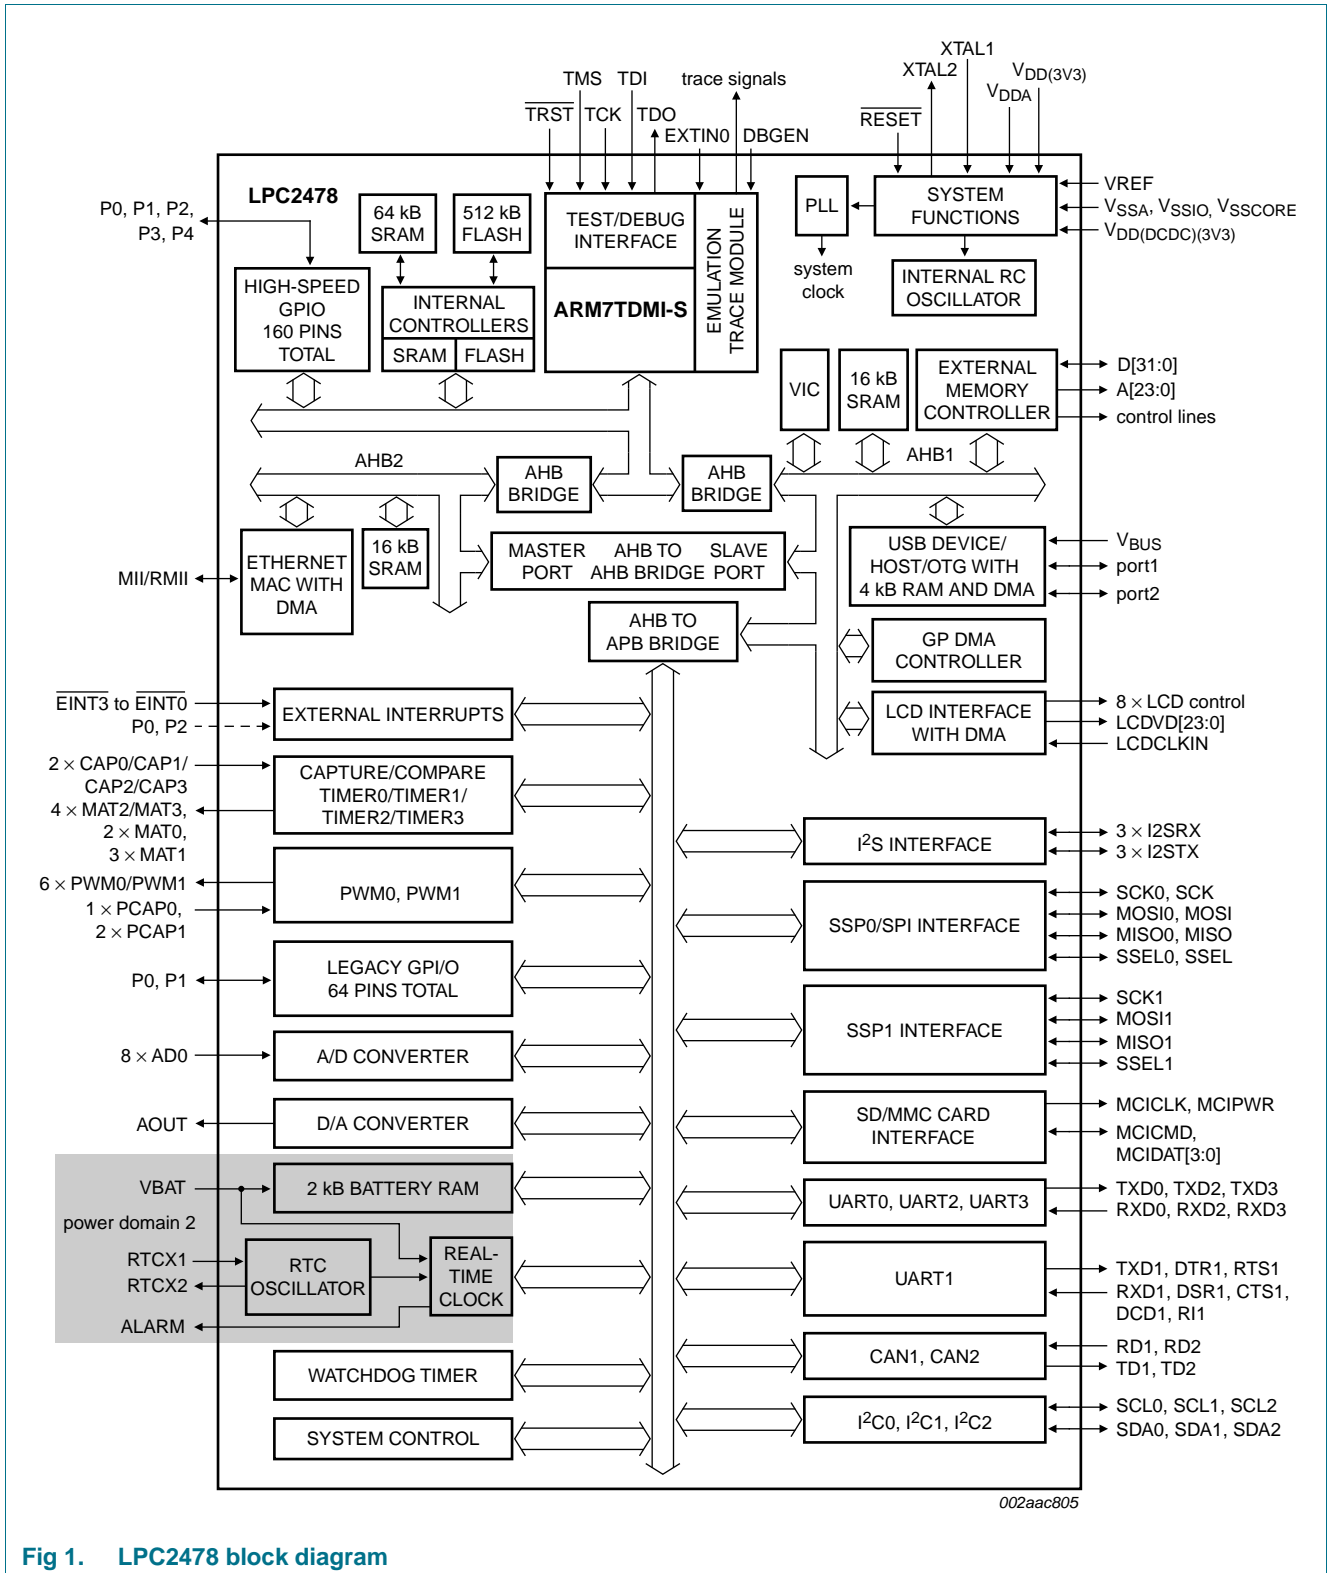 XTAL1
XTAL2
VDD(3V3)
VDDA
TMS TDI trace signals
TRST TCK TDO
RESET
EXTIN0 DBGEN
LPC2478
P0, P1, P2,
P3, P4
64 kB
SRAM
512 kB
FLASH
TEST/DEBUG
INTERFACE
EMULATION
TRACE MODULE
PLL
SYSTEM
FUNCTIONS
VREF
VSSA, VSSIO, VSSCORE
VDD(DCDC)(3V3)
system
clock
HIGH-SPEED
GPIO
160 PINS
TOTAL
INTERNAL
CONTROLLERS
SRAM FLASH
ARM7TDMI-S
INTERNAL RC
OSCILLATOR
VIC
16 kB
SRAM
EXTERNAL
MEMORY
CONTROLLER
D[31:0]
A[23:0]
control lines
AHB2
AHB
BRIDGE
AHB
BRIDGE
AHB1
ETHERNET
MAC WITH
DMA
16 kB
SRAM
MASTER
PORT
AHB TO
AHB BRIDGE
SLAVE
PORT
USB DEVICE/
HOST/OTG WITH
4 kB RAM AND DMA
VBUS
port1
port2
MII/RMII
AHB TO
APB BRIDGE
GP DMA
CONTROLLER
LCD INTERFACE
WITH DMA
8 × LCD control
LCDVD[23:0]
LCDCLKIN
EINT3 to EINT0
P0, P2
EXTERNAL INTERRUPTS
2 × CAP0/CAP1/
CAP2/CAP3
4 × MAT2/MAT3,
2 × MAT0,
3 × MAT1
CAPTURE/COMPARE
TIMER0/TIMER1/
TIMER2/TIMER3
I2S INTERFACE
3 × I2SRX
3 × I2STX
6 × PWM0/PWM1
1 × PCAP0,
2 × PCAP1
PWM0, PWM1
SSP0/SPI INTERFACE
SCK0, SCK
MOSI0, MOSI
MISO0, MISO
SSEL0, SSEL
P0, P1
LEGACY GPI/O
64 PINS TOTAL
SSP1 INTERFACE
SCK1
MOSI1
MISO1
SSEL1
8 × AD0
A/D CONVERTER
AOUT
D/A CONVERTER
SD/MMC CARD
INTERFACE
MCICLK, MCIPWR
MCICMD,
MCIDAT[3:0]
VBAT
2 kB BATTERY RAM
power domain 2
UART0, UART2, UART3
TXD0, TXD2, TXD3
RXD0, RXD2, RXD3
RTCX1
RTCX2
RTC
OSCILLATOR
REAL-
TIME
CLOCK
ALARM
UART1
TXD1, DTR1, RTS1
RXD1, DSR1, CTS1,
DCD1, RI1
WATCHDOG TIMER
CAN1, CAN2
RD1, RD2
TD1, TD2
SYSTEM CONTROL
I2C0, I2C1, I2C2
SCL0, SCL1, SCL2
SDA0, SDA1, SDA2
002aac805
Fig 1. LPC2478 block diagram